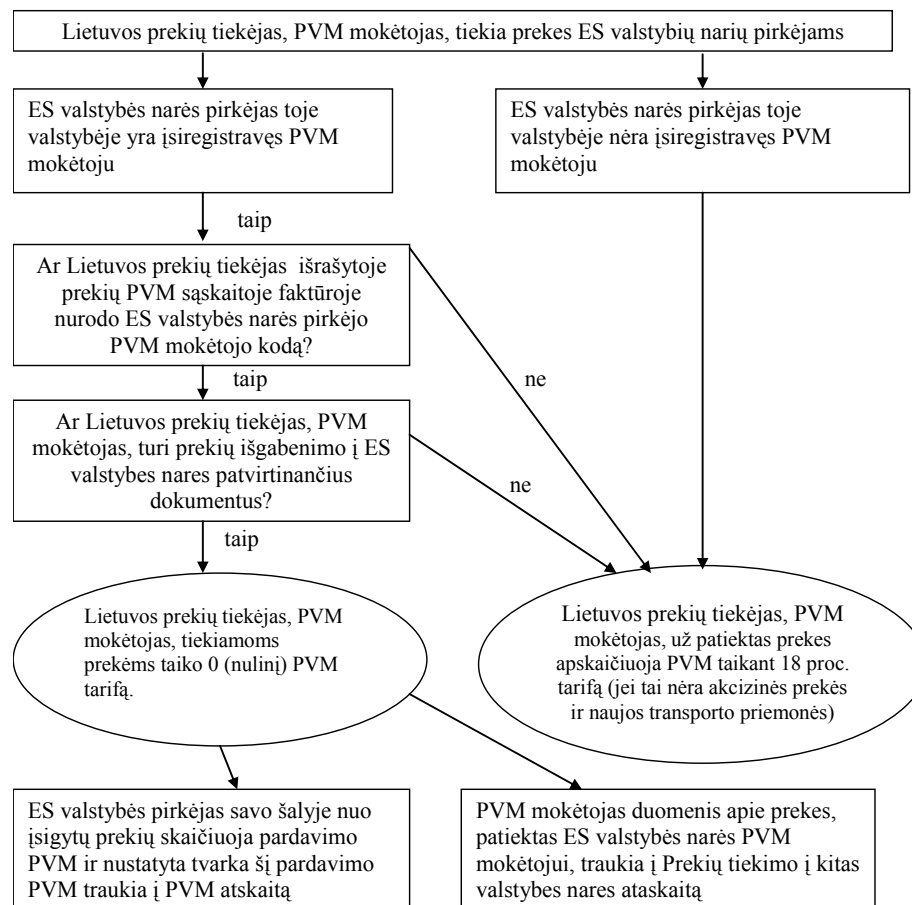 Lietuvos prekių tiekėjas, PVM mokėtojas, tiekia prekes ES valstybių narių pirkėjams
ES valstybės narės pirkėjas toje
valstybėje yra įsiregistravęs PVM
mokėtoju
ES valstybės narės pirkėjas toje
valstybėje nėra įsiregistravęs PVM
mokėtoju
taip
Ar Lietuvos prekių tiekėjas išrašytoje
prekių PVM sąskaitoje faktūroje
nurodo ES valstybės narės pirkėjo
PVM mokėtojo kodą?
taip
ne
Ar Lietuvos prekių tiekėjas, PVM
mokėtojas, turi prekių išgabenimo į ES
valstybes nares patvirtinančius
dokumentus?
ne
taip
Lietuvos prekių tiekėjas, PVM
mokėtojas, tiekiamoms
prekėms taiko 0 (nulinį) PVM
tarifą.
Lietuvos prekių tiekėjas, PVM
mokėtojas, už patiektas prekes
apskaičiuoja PVM taikant 18 proc.
tarifą (jei tai nėra akcizinės prekės
ir naujos transporto priemonės)
ES valstybės pirkėjas savo šalyje nuo
įsigytų prekių skaičiuoja pardavimo
PVM ir nustatyta tvarka šį pardavimo
PVM traukia į PVM atskaitą
PVM mokėtojas duomenis apie prekes,
patiektas ES valstybės narės PVM
mokėtojui, traukia į Prekių tiekimo į kitas
valstybes nares ataskaitą